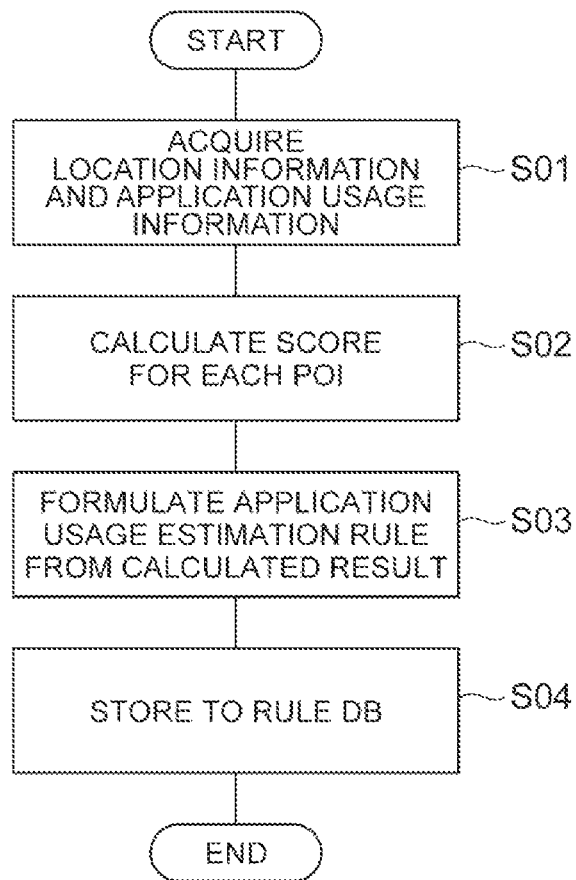 START
ACQUIRE
LOCATION INFORMATION
AND APPLICATION USAGE
INFORMATION
S01
CALCULATE SCORE
FOR EACH POI
S02
FORMULATE APPLICATION
USAGE ESTIMATION RULE
FROM CALCULATED RESULT
S03
STORE TO RULE DB
S04
END